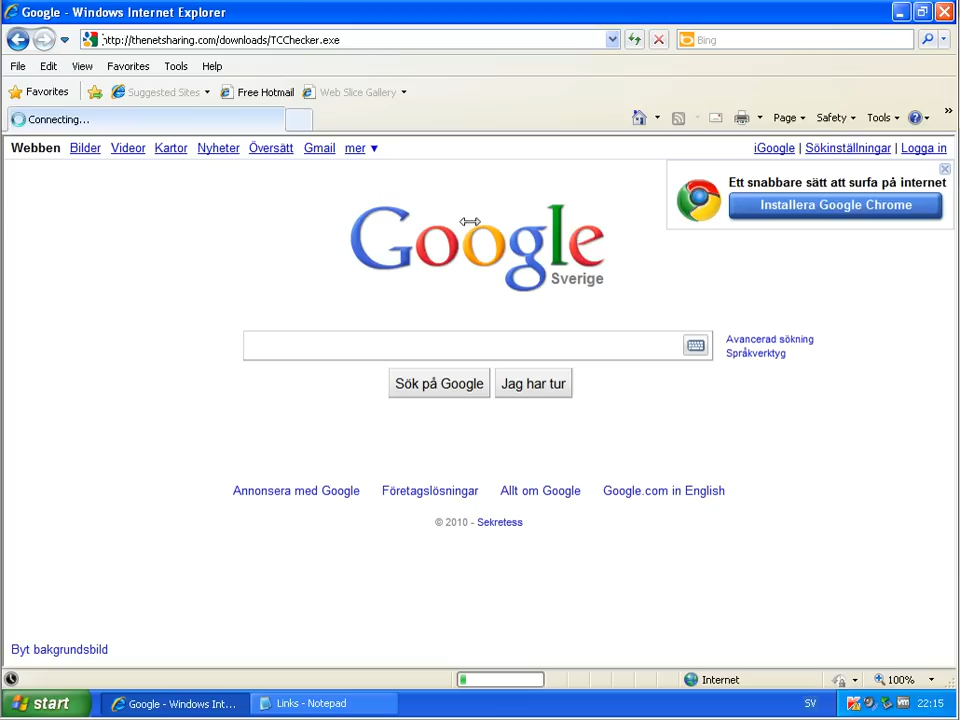 Google - Windows Internet Explorer
http://thenetsharing.com/downloads/TCChecker.exe
Bing
File Edit View Favorites Tools Help
Favorites Suggested Sites Free Hotmail Web Slice Gallery
Connecting...
Page Safety Tools »
Webben Bilder Videor Kartor Nyheter Översätt Gmail mer ▼
iGoogle | Sökinställningar | Logga in
Ett snabbare sätt att surfa på internet
Installera Google Chrome
Google
Sverige
Avancerad sökning
Språkverktyg
Sök på Google Jag har tur
Annonsera med Google Företagslösningar Allt om Google Google.com in English
© 2010 - Sekretess
Byt bakgrundsbild
Internet 100%
start Google - Windows Int... Links - Notepad SV 22:15